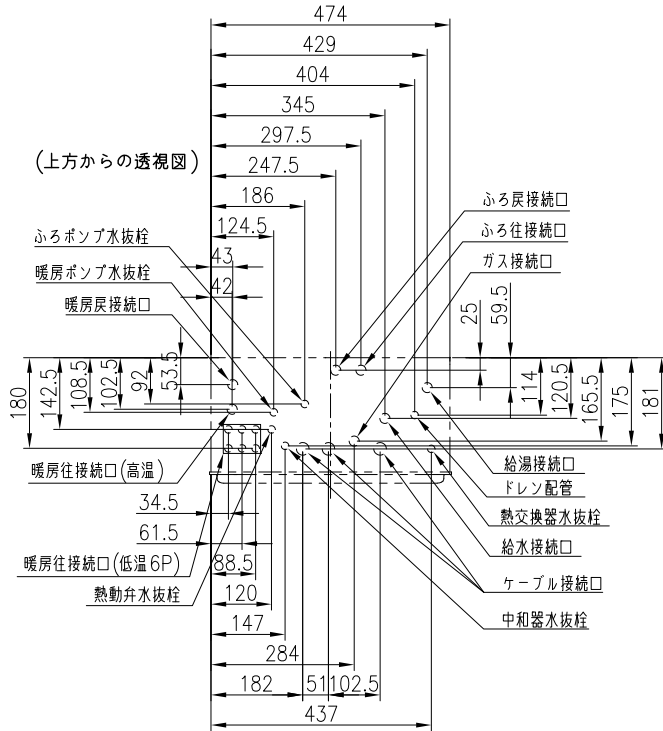 474
429
404
345
297.5
(上方からの透視図)
247.5
186
ふろ戻接続口
124.5
ふろポンプ水抜栓
ふろ往接続口
43
暖房ポンプ水抜栓
ガス接続口
42
暖房戻接続口
25
59.5
53.5
92
102.5
108.5
142.5
180
114
120.5
165.5
175
181
暖房往接続口(高温)
給湯接続口
ドレン配管
34.5
熱交換器水抜栓
61.5
給水接続口
暖房往接続口(低温6P)
88.5
ケーブル接続口
熱動弁水抜栓
120
中和器水抜栓
147
284
182
51
102.5
437